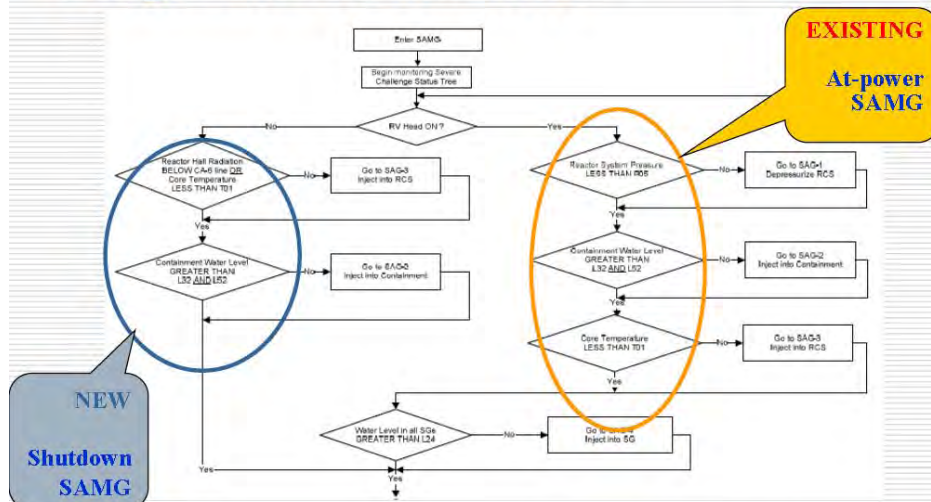 EXISTING
At-power
SAMG
Enter SAMG
Begin monitoring Severe
Challenge Status Tree
RV Head ON ?
No
Yes
Reactor Hall Radiation
BELOW CA-6 line OR
Core Temperature
LESS THAN T01
No
Go to SAG-3
Inject into RCS
Yes
Containment Water Level
GREATER THAN
L32 AND L52
No
Go to SAG-2
Inject into Containment
Reactor System Pressure
LESS THAN
No
Go to SAG-1
Depressurize RCS
Yes
Containment Water Level
GREATER THAN
L32 AND L52
No
Go to SAG-2
Inject into Containment
Yes
Core Temperature
LESS THAN T01
No
Go to SAG-3
Inject into RCS
Yes
Water Level in all SGs
GREATER THAN L24
No
Go to
Inject into SG
Yes
Yes
NEW
Shutdown
SAMG